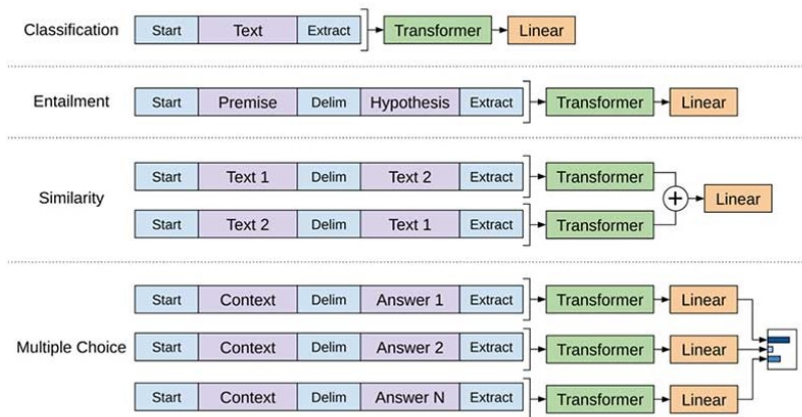 Classification Start Text Extract Transformer Linear
Entailment Start Premise Delim Hypothesis Extract Transformer Linear
Similarity
Start Text 1 Delim Text 2 Extract Transformer
+ Linear
Start Text 2 Delim Text 1 Extract Transformer
Start Context Delim Answer 1 Extract Transformer Linear
Multiple Choice Start Context Delim Answer 2 Extract Transformer Linear
Start Context Delim Answer N Extract Transformer Linear